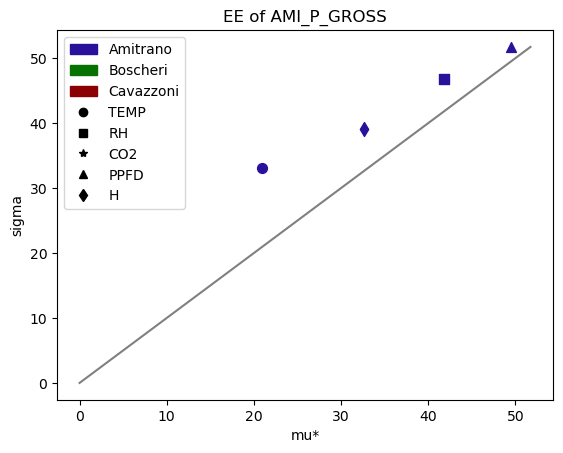 EE of AMI_P_GROSS
Amitrano
Boscheri
Cavazzoni
TEMP
RH
CO2
PPFD
H
sigma
50
40
30
20
10
0
0 10 20 30 40 50
mu*